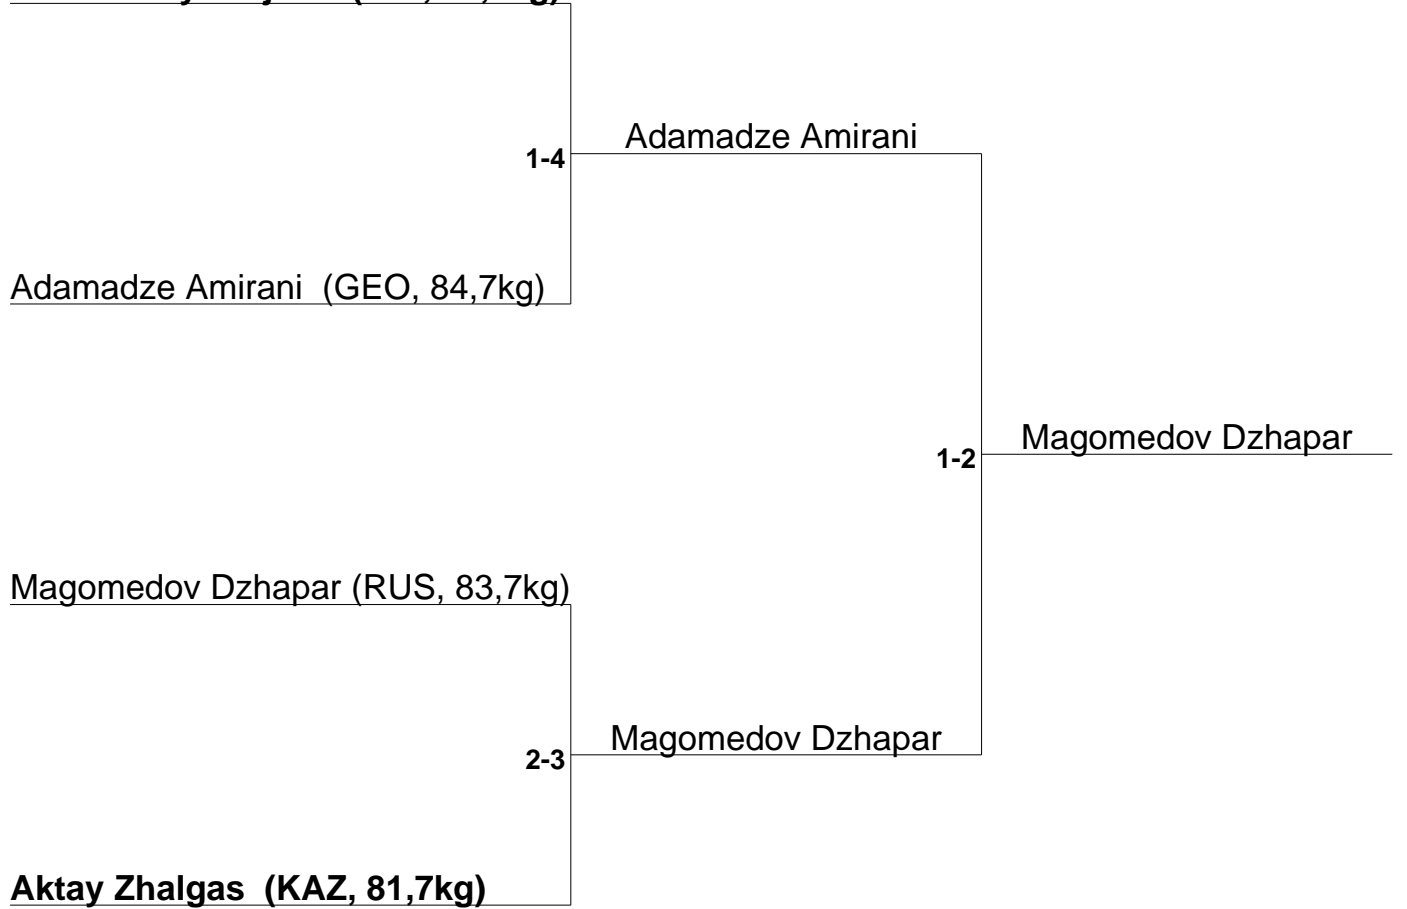 Adamadze Amirani
1-4
Adamadze Amirani (GEO, 84,7kg)
Magomedov Dzhapar
1-2
Magomedov Dzhapar (RUS, 83,7kg)
Magomedov Dzhapar
2-3
Aktay Zhalgas (KAZ, 81,7kg)